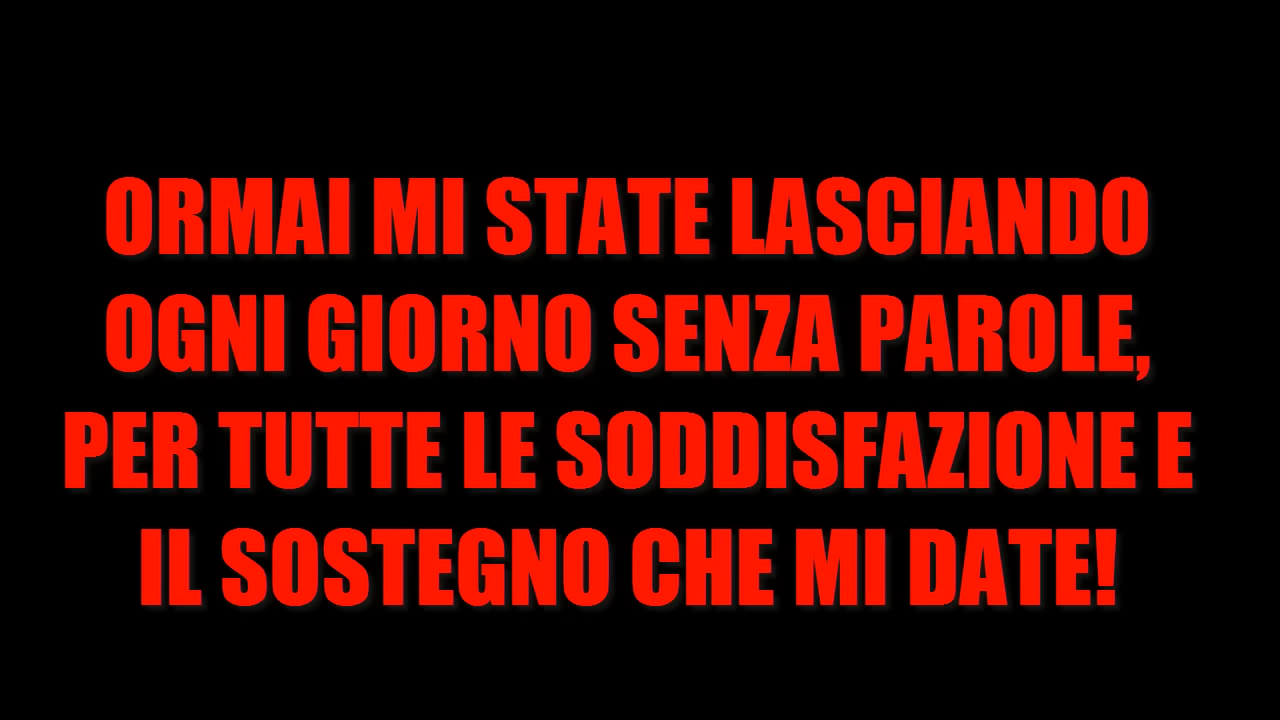 ORMAI MI STATE LASCIANDO
OGNI GIORNO SENZA PAROLE,
PER TUTTE LE SODDISFAZIONE E
IL SOSTEGNO CHE MI DATE!